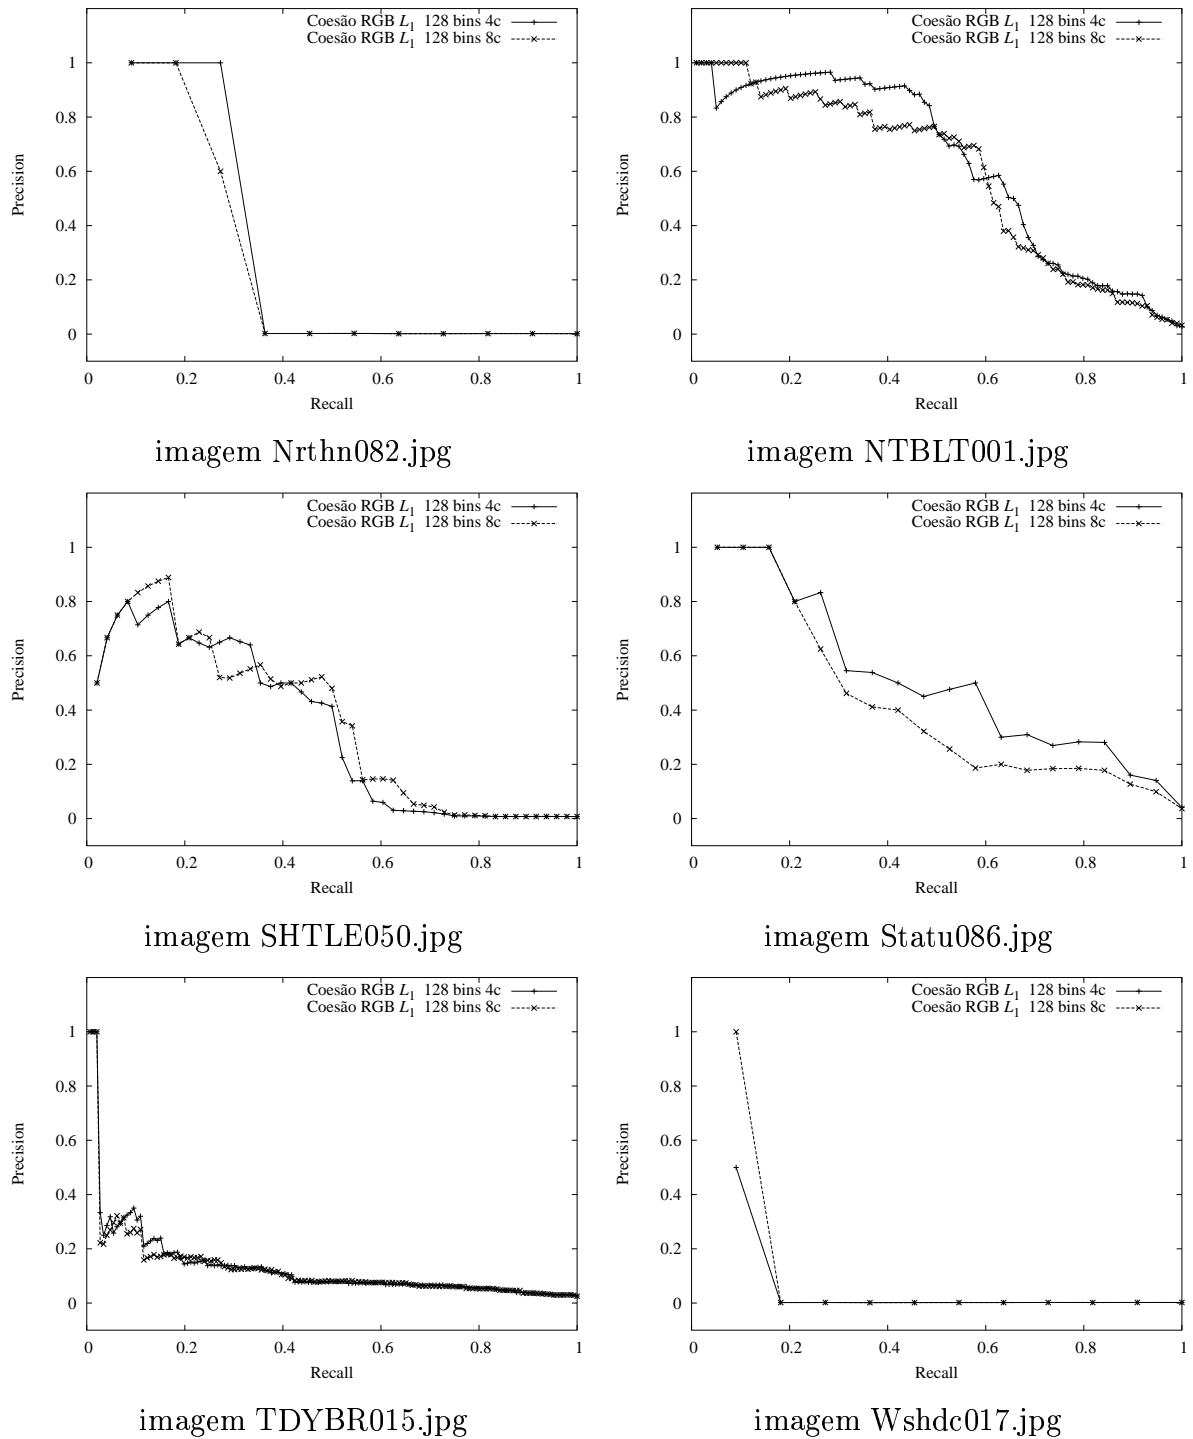 Coesão RGB L1 128 bins 4c
Coesão RGB L1 128 bins 8c
1
0.8
0.6
0.4
0.2
0
Precision
0 0.2 0.4 0.6 0.8 1
Recall
imagem Nrthn082.jpg
Coesão RGB L1 128 bins 4c
Coesão RGB L1 128 bins 8c
1
0.8
0.6
0.4
0.2
0
Precision
0 0.2 0.4 0.6 0.8 1
Recall
imagem NTBLT001.jpg
Coesão RGB L1 128 bins 4c
Coesão RGB L1 128 bins 8c
1
0.8
0.6
0.4
0.2
0
Precision
0 0.2 0.4 0.6 0.8 1
Recall
imagem SHTLE050.jpg
Coesão RGB L1 128 bins 4c
Coesão RGB L1 128 bins 8c
1
0.8
0.6
0.4
0.2
0
Precision
0 0.2 0.4 0.6 0.8 1
Recall
imagem Statu086.jpg
Coesão RGB L1 128 bins 4c
Coesão RGB L1 128 bins 8c
1
0.8
0.6
0.4
0.2
0
Precision
0 0.2 0.4 0.6 0.8 1
Recall
imagem TDYBR015.jpg
Coesão RGB L1 128 bins 4c
Coesão RGB L1 128 bins 8c
1
0.8
0.6
0.4
0.2
0
Precision
0 0.2 0.4 0.6 0.8 1
Recall
imagem Wshdc017.jpg